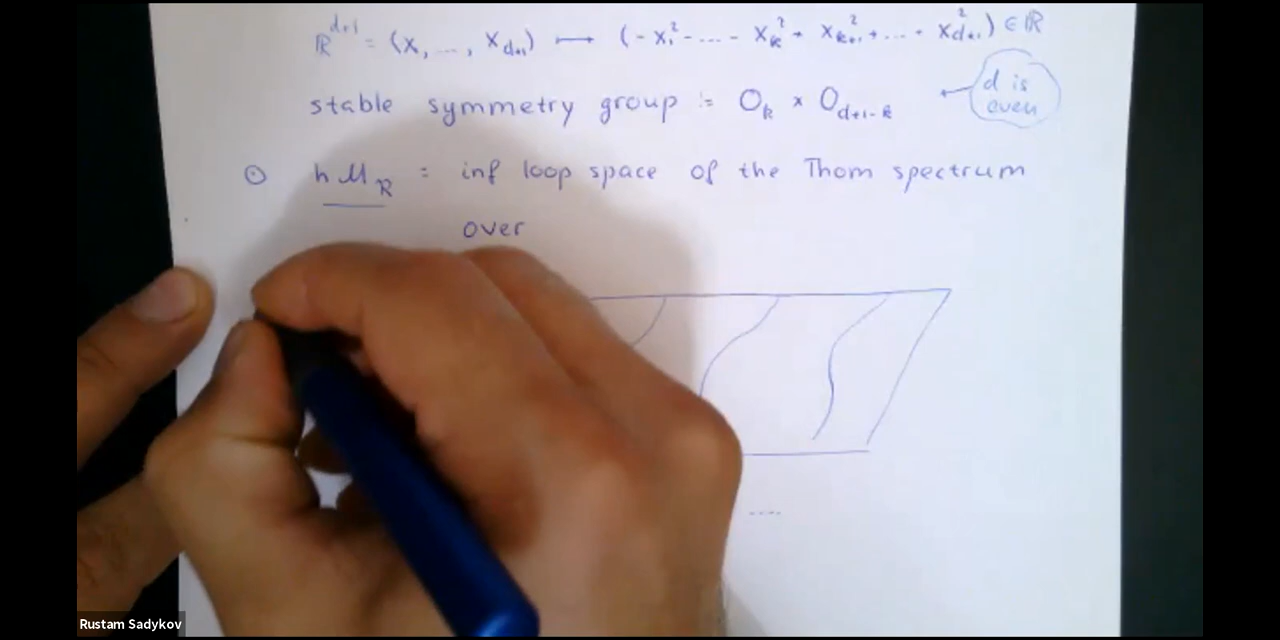 ℝ^{d+1} = (x, ..., x_{d+1}) ⟼ (-x₁² - .... - x_k² + x_{k+1}² + ... + x_{d+1}²) ∈ ℝ
stable symmetry group := O_k × O_{d+1-k}
d is even
⊙ hM_R : inf loop space of the Thom spectrum
over
....
Rustam Sadykov